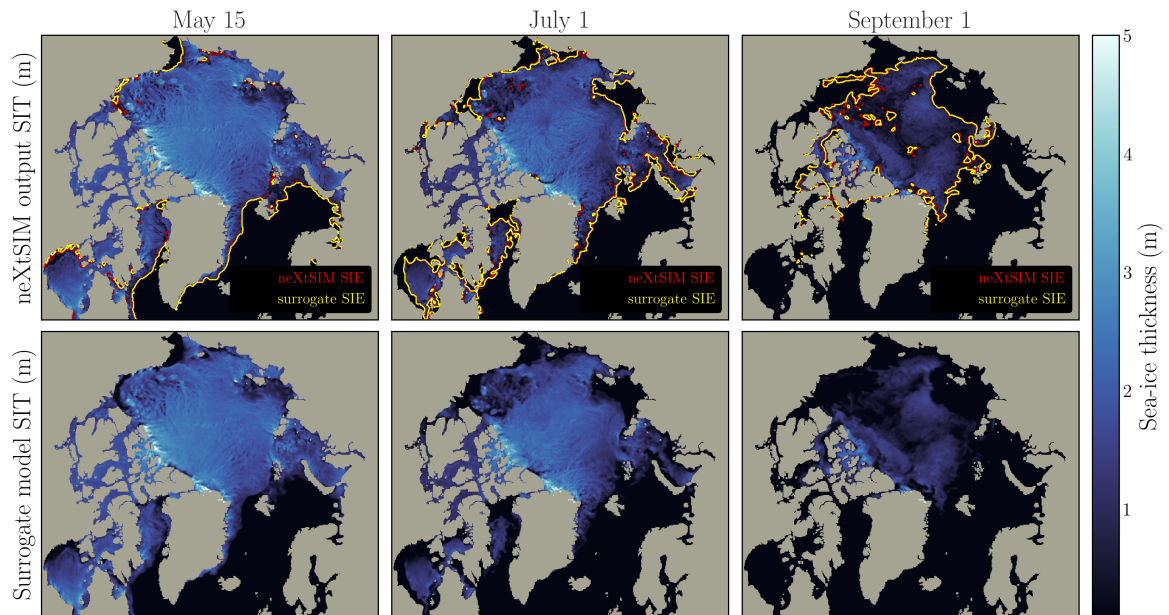 May 15
July 1
September 1
neXtSIM output SIT (m)
neXtSIM SIE
surrogate SIE
neXtSIM SIE
surrogate SIE
neXtSIM SIE
surrogate SIE
Surrogate model SIT (m)
5
4
3
2
1
Sea-ice thickness (m)